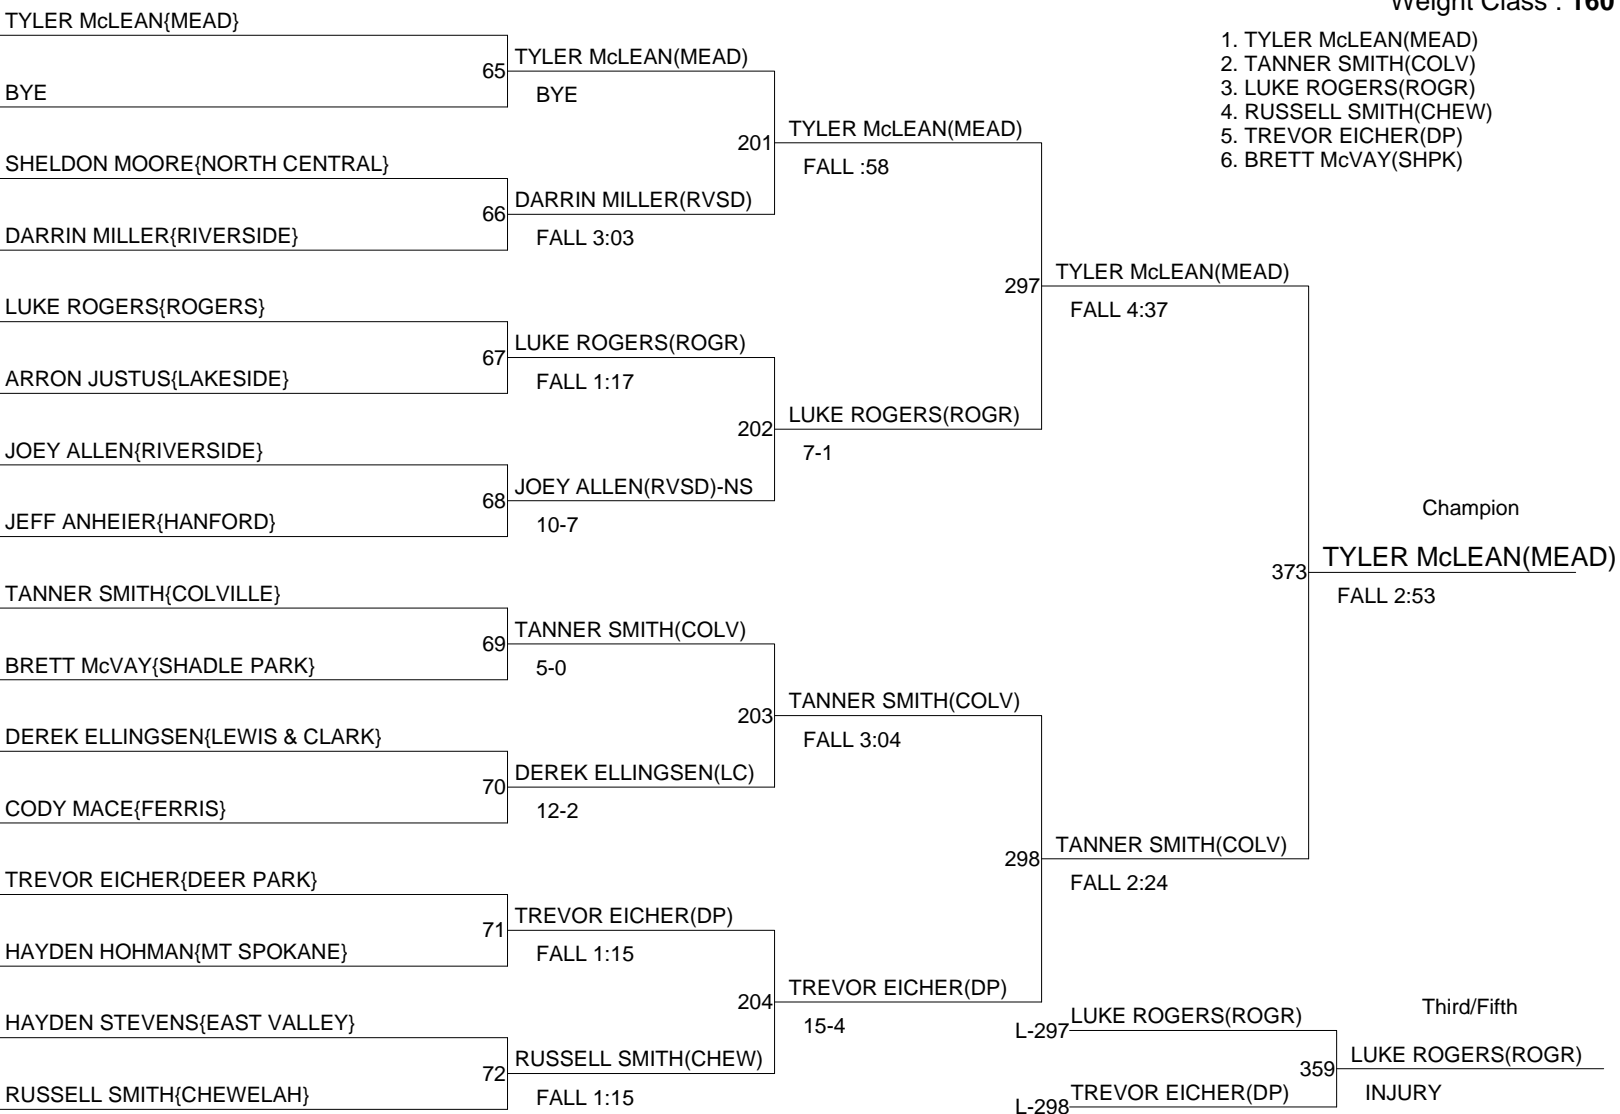 Weight Class : 160
TYLER McLEAN{MEAD}
1. TYLER McLEAN(MEAD)
2. TANNER SMITH(COLV)
3. LUKE ROGERS(ROGR)
4. RUSSELL SMITH(CHEW)
5. TREVOR EICHER(DP)
6. BRETT McVAY(SHPK)
65 TYLER McLEAN(MEAD)
BYE
BYE
201 TYLER McLEAN(MEAD)
FALL :58
SHELDON MOORE{NORTH CENTRAL}
66 DARRIN MILLER(RVSD)
FALL 3:03
DARRIN MILLER{RIVERSIDE}
297 TYLER McLEAN(MEAD)
FALL 4:37
LUKE ROGERS{ROGERS}
67 LUKE ROGERS(ROGR)
FALL 1:17
ARRON JUSTUS{LAKESIDE}
202 LUKE ROGERS(ROGR)
7-1
JOEY ALLEN{RIVERSIDE}
68 JOEY ALLEN(RVSD)-NS
10-7
JEFF ANHEIER{HANFORD}
Champion
373 TYLER McLEAN(MEAD)
FALL 2:53
TANNER SMITH{COLVILLE}
69 TANNER SMITH(COLV)
5-0
BRETT McVAY{SHADLE PARK}
203 TANNER SMITH(COLV)
FALL 3:04
DEREK ELLINGSEN{LEWIS & CLARK}
70 DEREK ELLINGSEN(LC)
12-2
CODY MACE{FERRIS}
298 TANNER SMITH(COLV)
FALL 2:24
TREVOR EICHER{DEER PARK}
71 TREVOR EICHER(DP)
FALL 1:15
HAYDEN HOHMAN{MT SPOKANE}
204 TREVOR EICHER(DP)
15-4
HAYDEN STEVENS{EAST VALLEY}
72 RUSSELL SMITH(CHEW)
FALL 1:15
RUSSELL SMITH{CHEWELAH}
Third/Fifth
L-297 LUKE ROGERS(ROGR)
359 LUKE ROGERS(ROGR)
INJURY
L-298 TREVOR EICHER(DP)